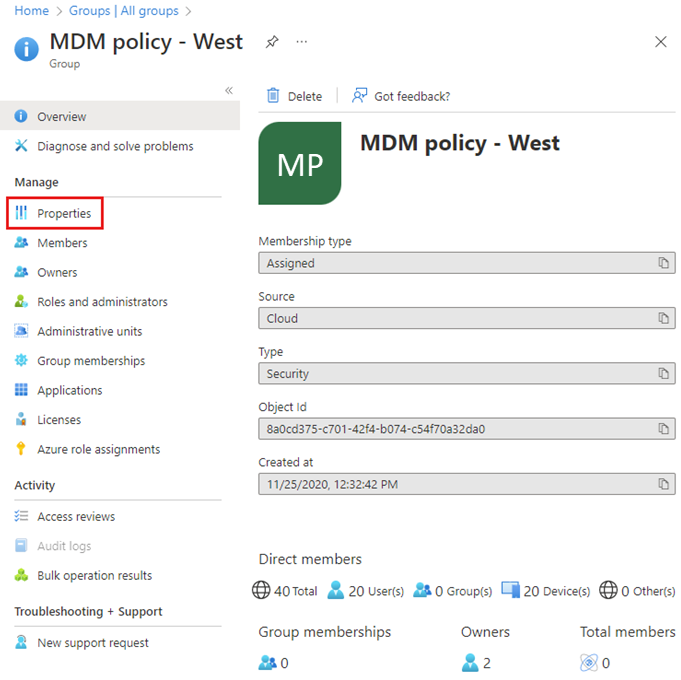 Home > Groups | All groups >
MDM policy - West
Group
«
Overview
Diagnose and solve problems
Manage
Properties
Members
Owners
Roles and administrators
Administrative units
Group memberships
Applications
Licenses
Azure role assignments
Activity
Access reviews
Audit logs
Bulk operation results
Troubleshooting + Support
New support request
Delete
Got feedback?
MP
MDM policy - West
Membership type
Assigned
Source
Cloud
Type
Security
Object Id
8a0cd375-c701-42f4-b074-c54f70a32da0
Created at
11/25/2020, 12:32:42 PM
Direct members
40 Total 20 User(s) 0 Group(s) 20 Device(s) 0 Other(s)
Group memberships Owners Total members
0 2 0